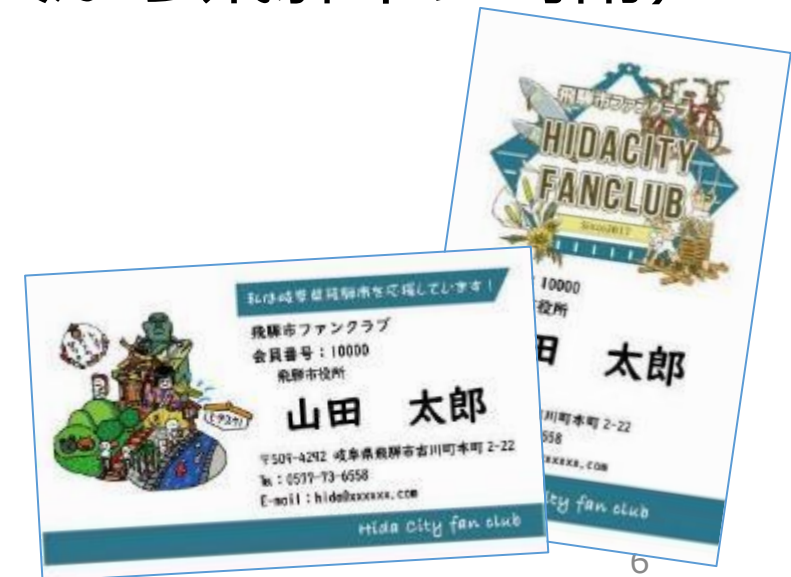 私は岐阜県飛騨市を応援しています!
飛騨市ファンクラブ
会員番号:10000
飛騨市役所
山田 太郎
〒509-4292 岐阜県飛騨市古川町本町 2-22
℡:0577-73-6558
E-mail:hida@xxxxxx.com
Hida City fan club
飛騨市ファンクラブ
HIDACITY
FANCLUB
Since2017
10000
役所
田 太郎
古川町本町 2-22
558
xxxxxx.com
ity fan club
6